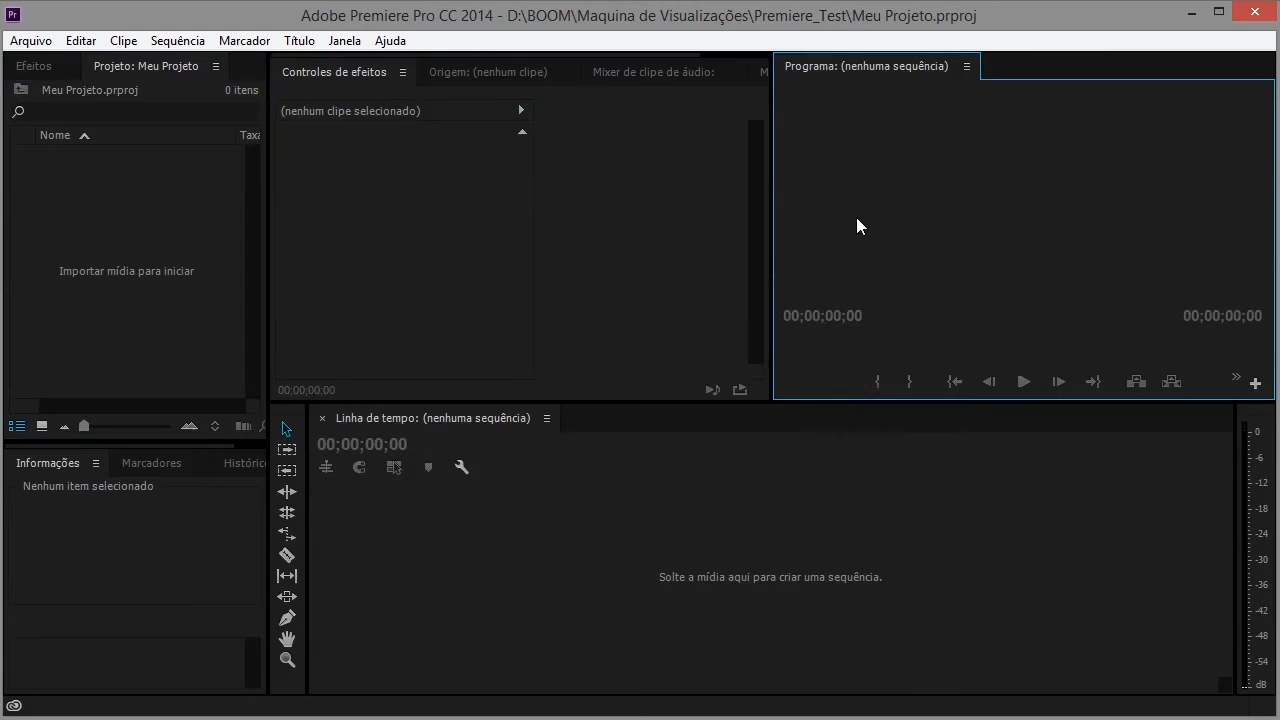 Pr
Adobe Premiere Pro CC 2014 - D:\BOOM\Maquina de Visualizações\Premiere_Test\Meu Projeto.prproj
Arquivo Editar Clipe Sequência Marcador Título Janela Ajuda
Efeitos Projeto: Meu Projeto
Meu Projeto.prproj 0 itens
Nome Taxa
Importar mídia para iniciar
Controles de efeitos Origem: (nenhum clipe) Mixer de clipe de áudio: M
(nenhum clipe selecionado)
00;00;00;00
Programa: (nenhuma sequência)
00;00;00;00 00;00;00;00
Informações Marcadores Históric
Nenhum item selecionado
× Linha de tempo: (nenhuma sequência)
00;00;00;00
Solte a mídia aqui para criar uma sequência.
0
-6
-12
-18
-24
-30
-36
-42
-48
-54
dB